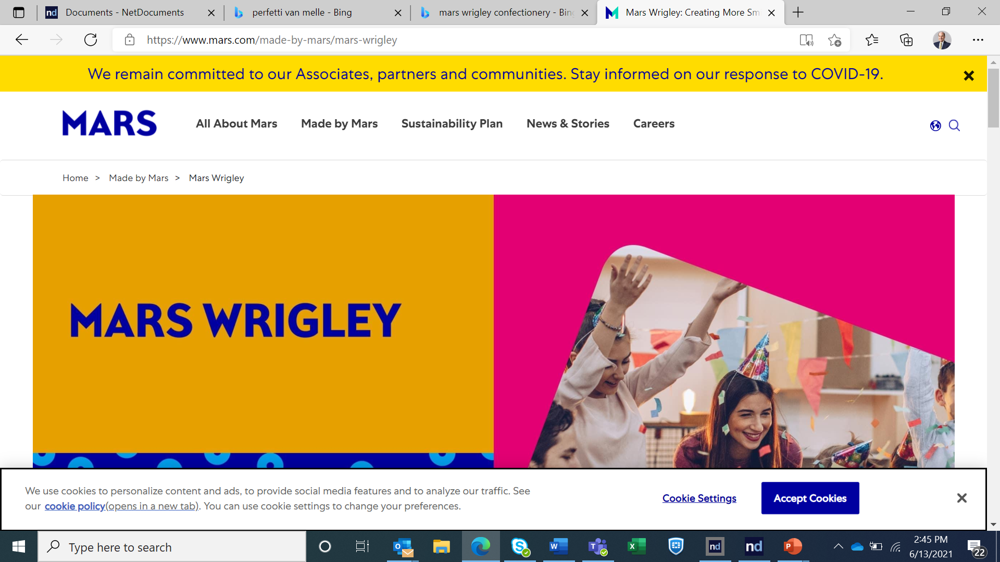 Documents - NetDocuments
perfetti van melle - Bing
mars wrigley confectionery - Bing
Mars Wrigley: Creating More Sm
https://www.mars.com/made-by-mars/mars-wrigley
We remain committed to our Associates, partners and communities. Stay informed on our response to COVID-19.
MARS
All About Mars Made by Mars Sustainability Plan News & Stories Careers
Home > Made by Mars > Mars Wrigley
MARS WRIGLEY
We use cookies to personalize content and ads, to provide social media features and to analyze our traffic. See
our cookie policy(opens in a new tab). You can use cookie settings to change your preferences.
Cookie Settings
Accept Cookies
Type here to search
nd
nd
2:45 PM
6/13/2021
22